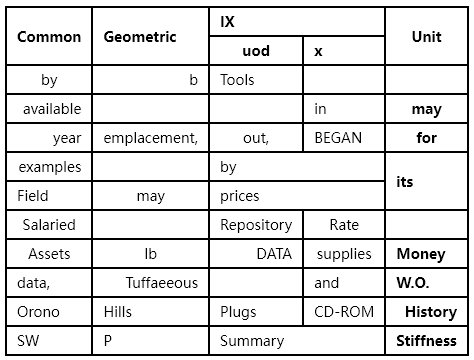 Common Geometric IX Unit
uod x
by b Tools
available in may
year emplacement, out, BEGAN for
examples by its
Field may prices
Salaried Repository Rate
Assets lb DATA supplies Money
data, Tuffaeeous and W.O.
Orono Hills Plugs CD-ROM History
SW P Summary Stiffness